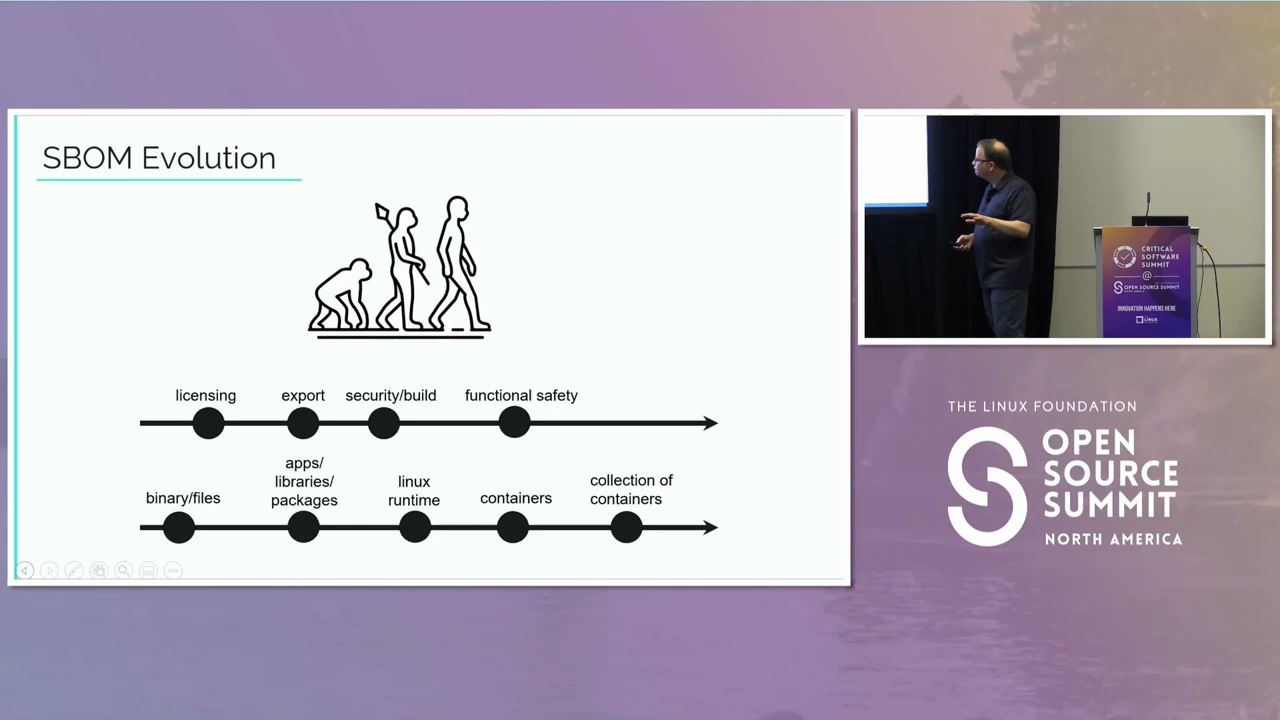 SBOM Evolution
licensing
export
security/build
functional safety
binary/files
apps/
libraries/
packages
linux
runtime
containers
collection of
containers
CRITICAL
SOFTWARE
SUMMIT
@
OPEN SOURCE SUMMIT
INNOVATION HAPPENS HERE
LINUX
THE LINUX FOUNDATION
OPEN
SOURCE
SUMMIT
NORTH AMERICA